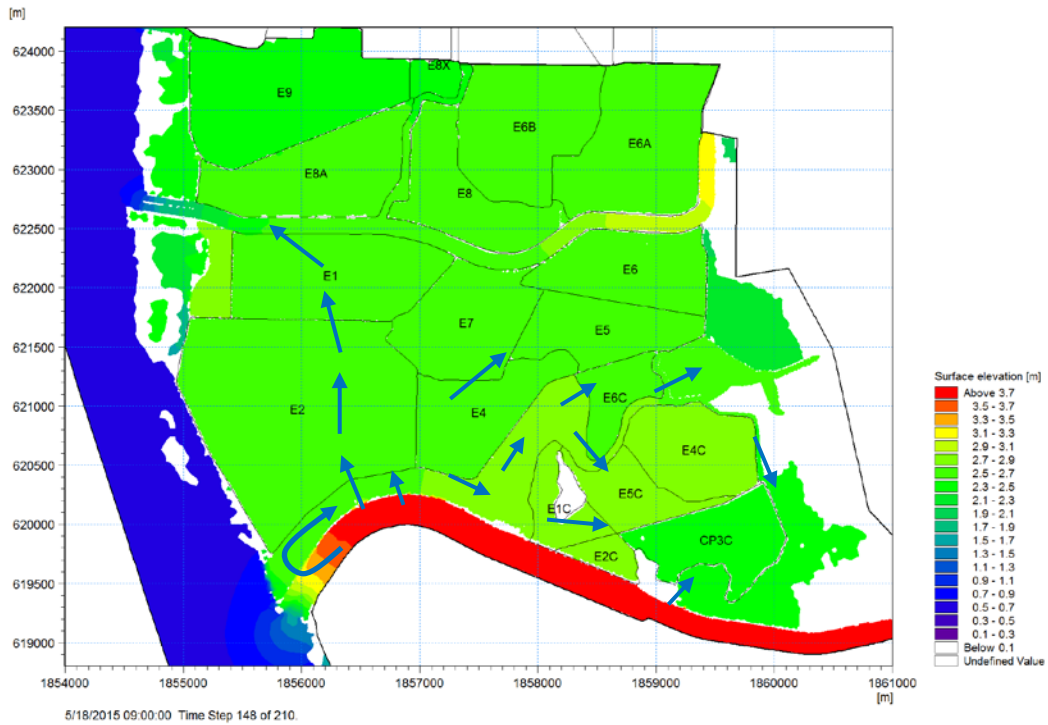 [m]
624000
623500
623000
622500
622000
621500
621000
620500
620000
619500
619000
E8X
E9
E6B
E6A
E8A
E8
E1
E6
E7
E5
E2
E4
E6C
E4C
E5C
E1C
CP3C
E2C
Surface elevation [m]
Above 3.7
3.5 - 3.7
3.3 - 3.5
3.1 - 3.3
2.9 - 3.1
2.7 - 2.9
2.5 - 2.7
2.3 - 2.5
2.1 - 2.3
1.9 - 2.1
1.7 - 1.9
1.5 - 1.7
1.3 - 1.5
1.1 - 1.3
0.9 - 1.1
0.7 - 0.9
0.5 - 0.7
0.3 - 0.5
0.1 - 0.3
Below 0.1
Undefined Value
1854000 1855000 1856000 1857000 1858000 1859000 1860000 1861000
[m]
5/18/2015 09:00:00 Time Step 148 of 210.